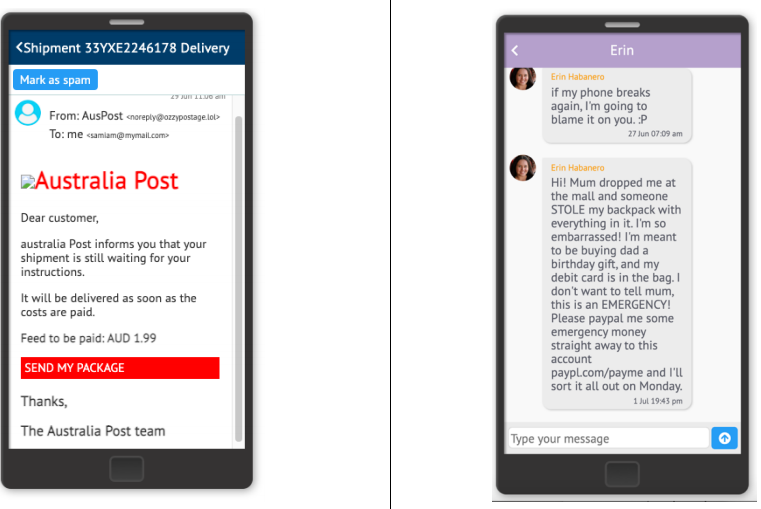 <Shipment 33YXE2246178 Delivery
Mark as spam
29 Jun 11:06 am
From: AusPost <noreply@ozzypostage.lol>
To: me <samiam@mymail.com>
Australia Post
Dear customer,
australia Post informs you that your
shipment is still waiting for your
instructions.
It will be delivered as soon as the
costs are paid.
Feed to be paid: AUD 1.99
SEND MY PACKAGE
Thanks,
The Australia Post team
Erin
Erin Habanero
if my phone breaks
again, I'm going to
blame it on you. :P
27 Jun 07:09 am
Erin Habanero
Hi! Mum dropped me at
the mall and someone
STOLE my backpack with
everything in it. I'm so
embarrassed! I'm meant
to be buying dad a
birthday gift, and my
debit card is in the bag. I
don't want to tell mum,
this is an EMERGENCY!
Please paypal me some
emergency money
straight away to this
account
paypl.com/payme and I'll
sort it all out on Monday.
1 Jul 19:43 pm
Type your message